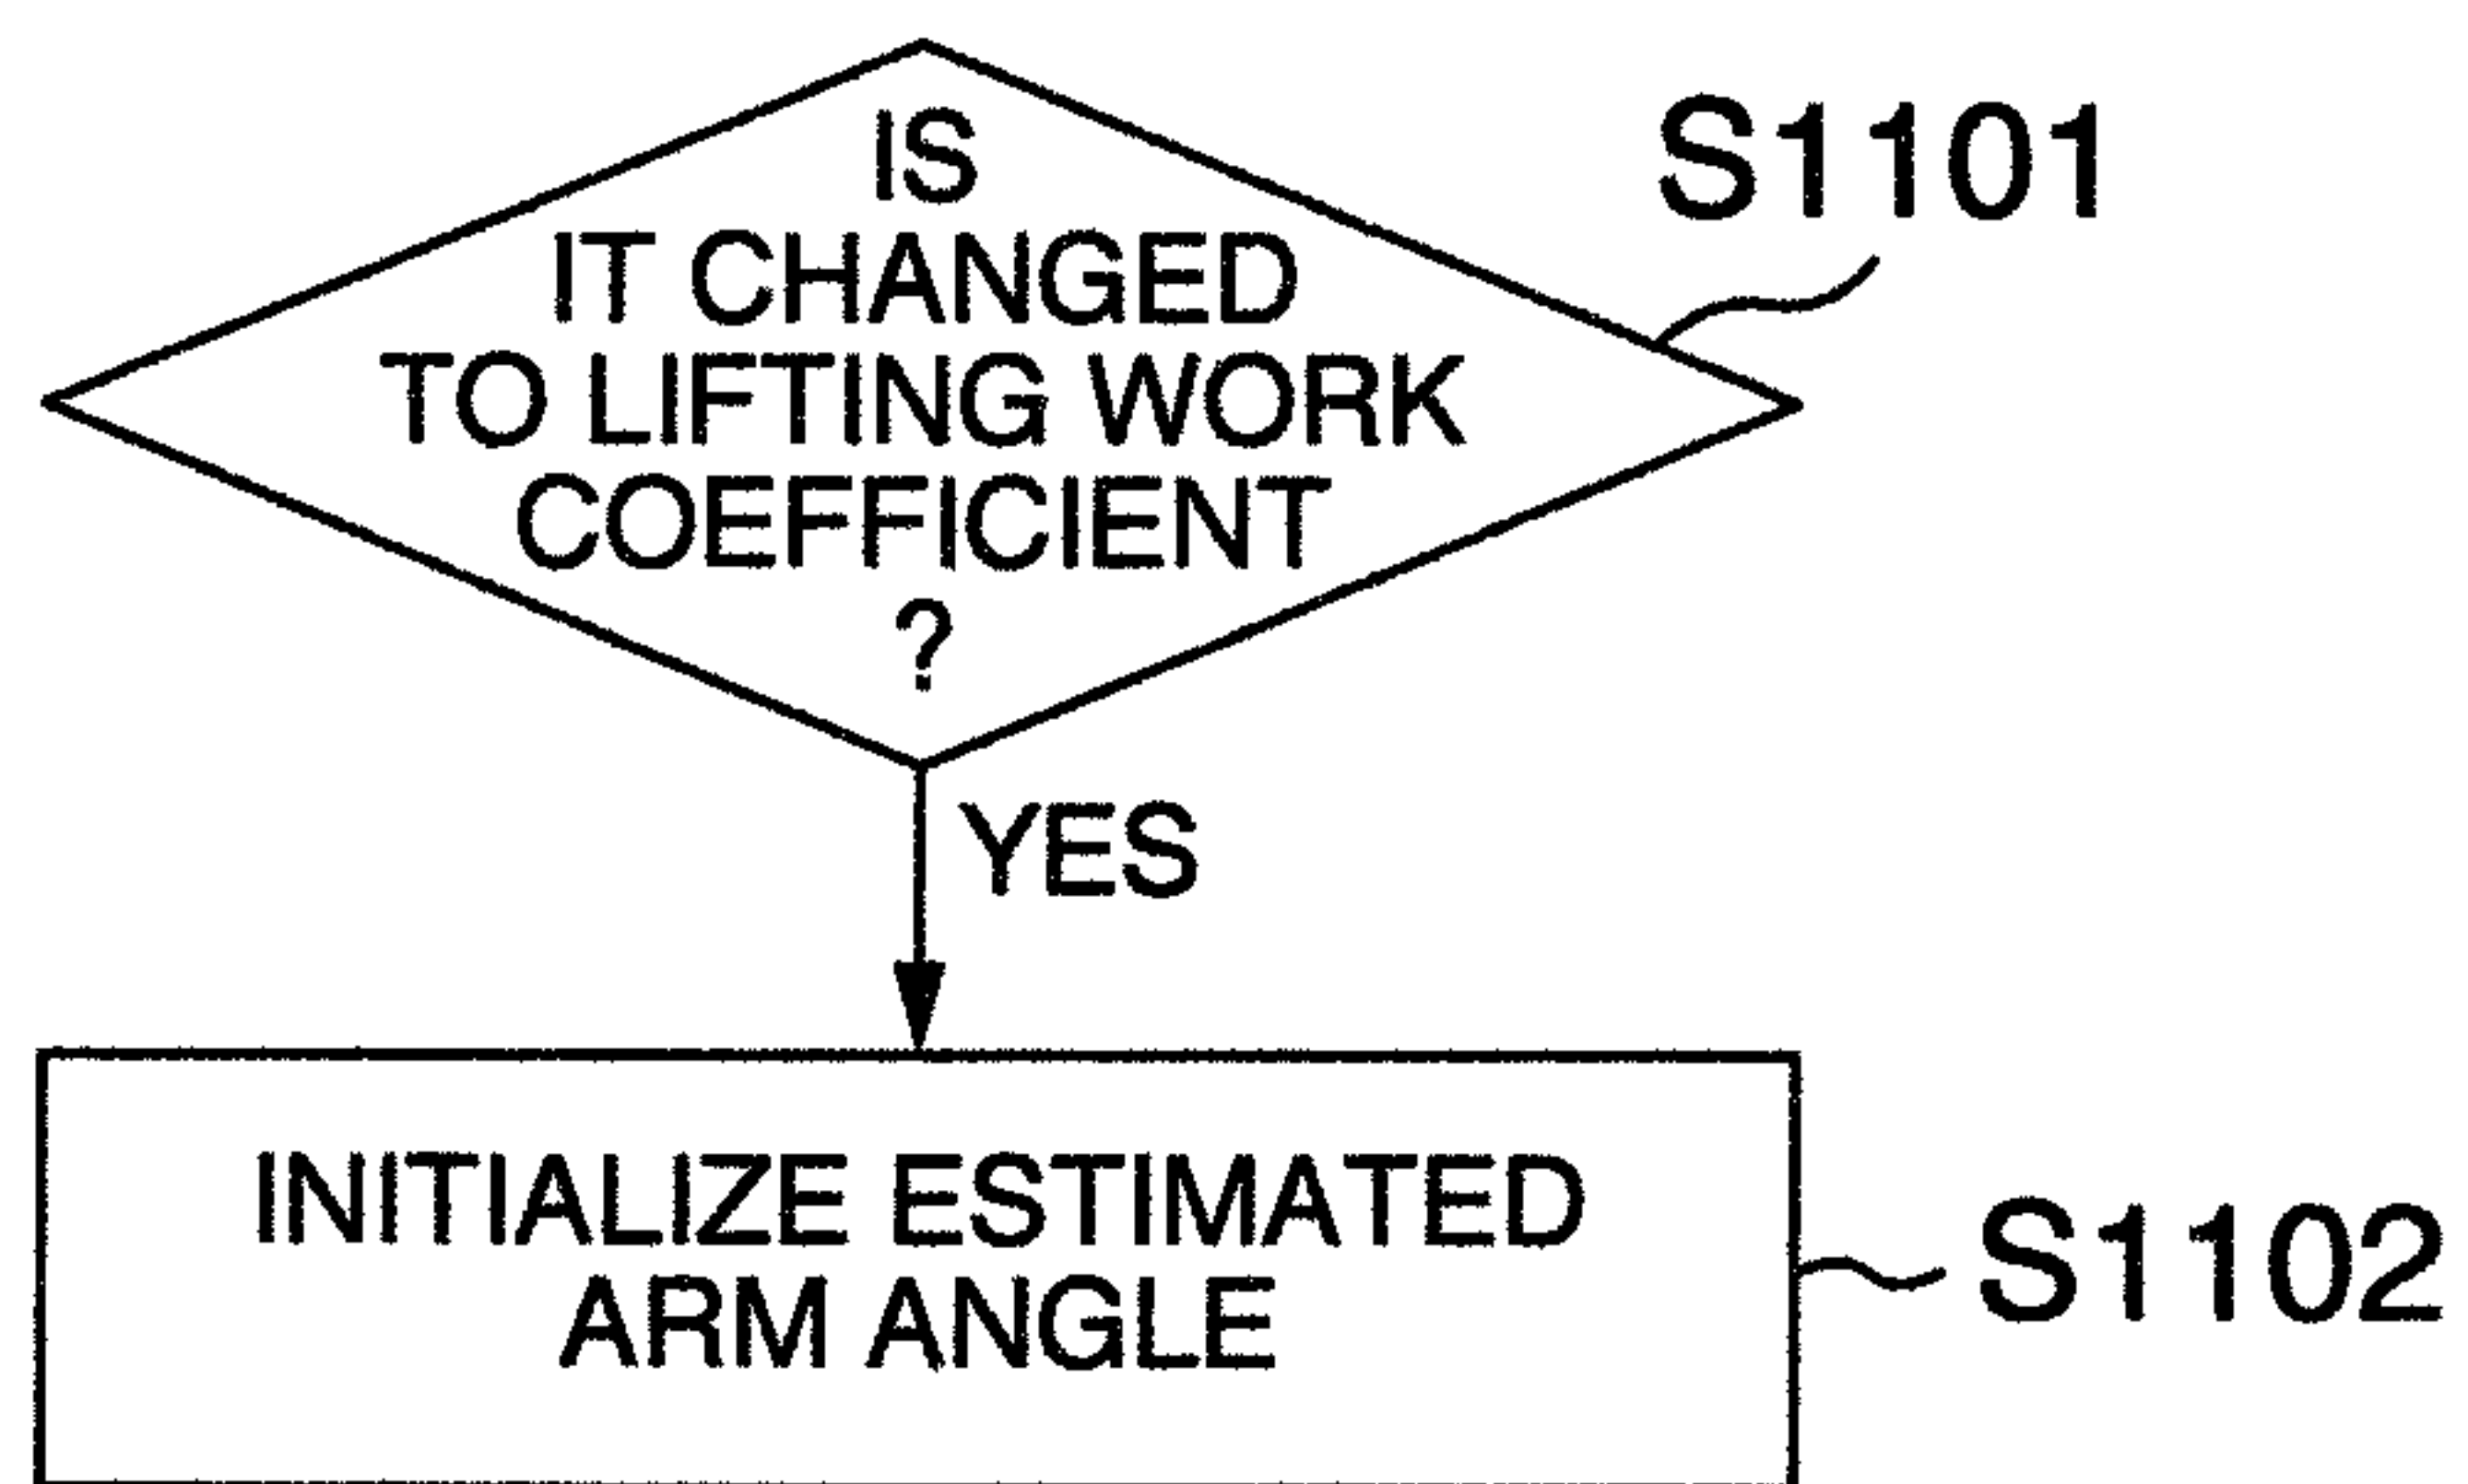 IS
IT CHANGED
TO LIFTING WORK
COEFFICIENT
?
S1101
YES
INITIALIZE ESTIMATED
ARM ANGLE
S1102